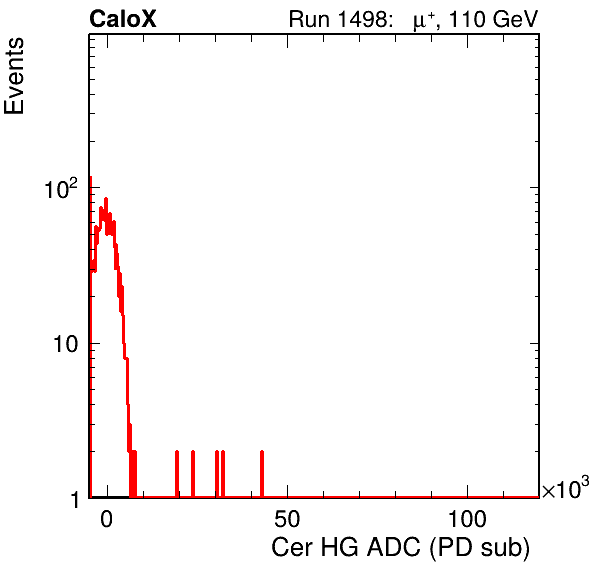 CaloX Run 1498: μ⁺, 110 GeV
Events
10²
10
1
0 50 100 ×10³
Cer HG ADC (PD sub)